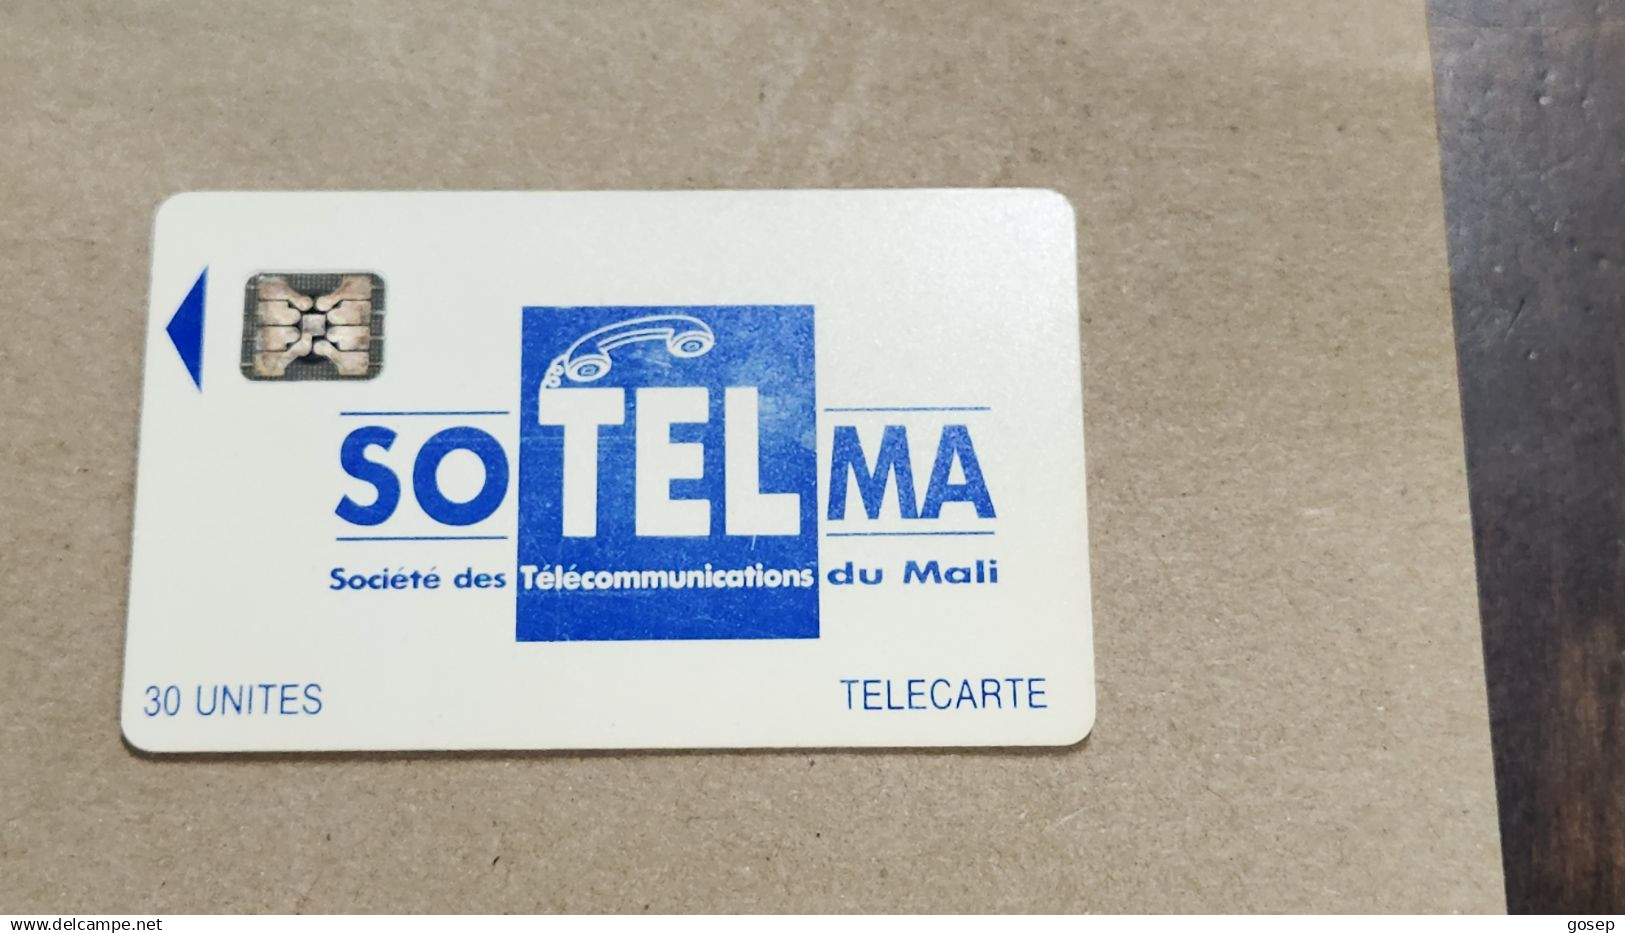 SOTELMA
Société des Télécommunications du Mali
30 UNITES
TELECARTE
www.delcampe.net
gosep